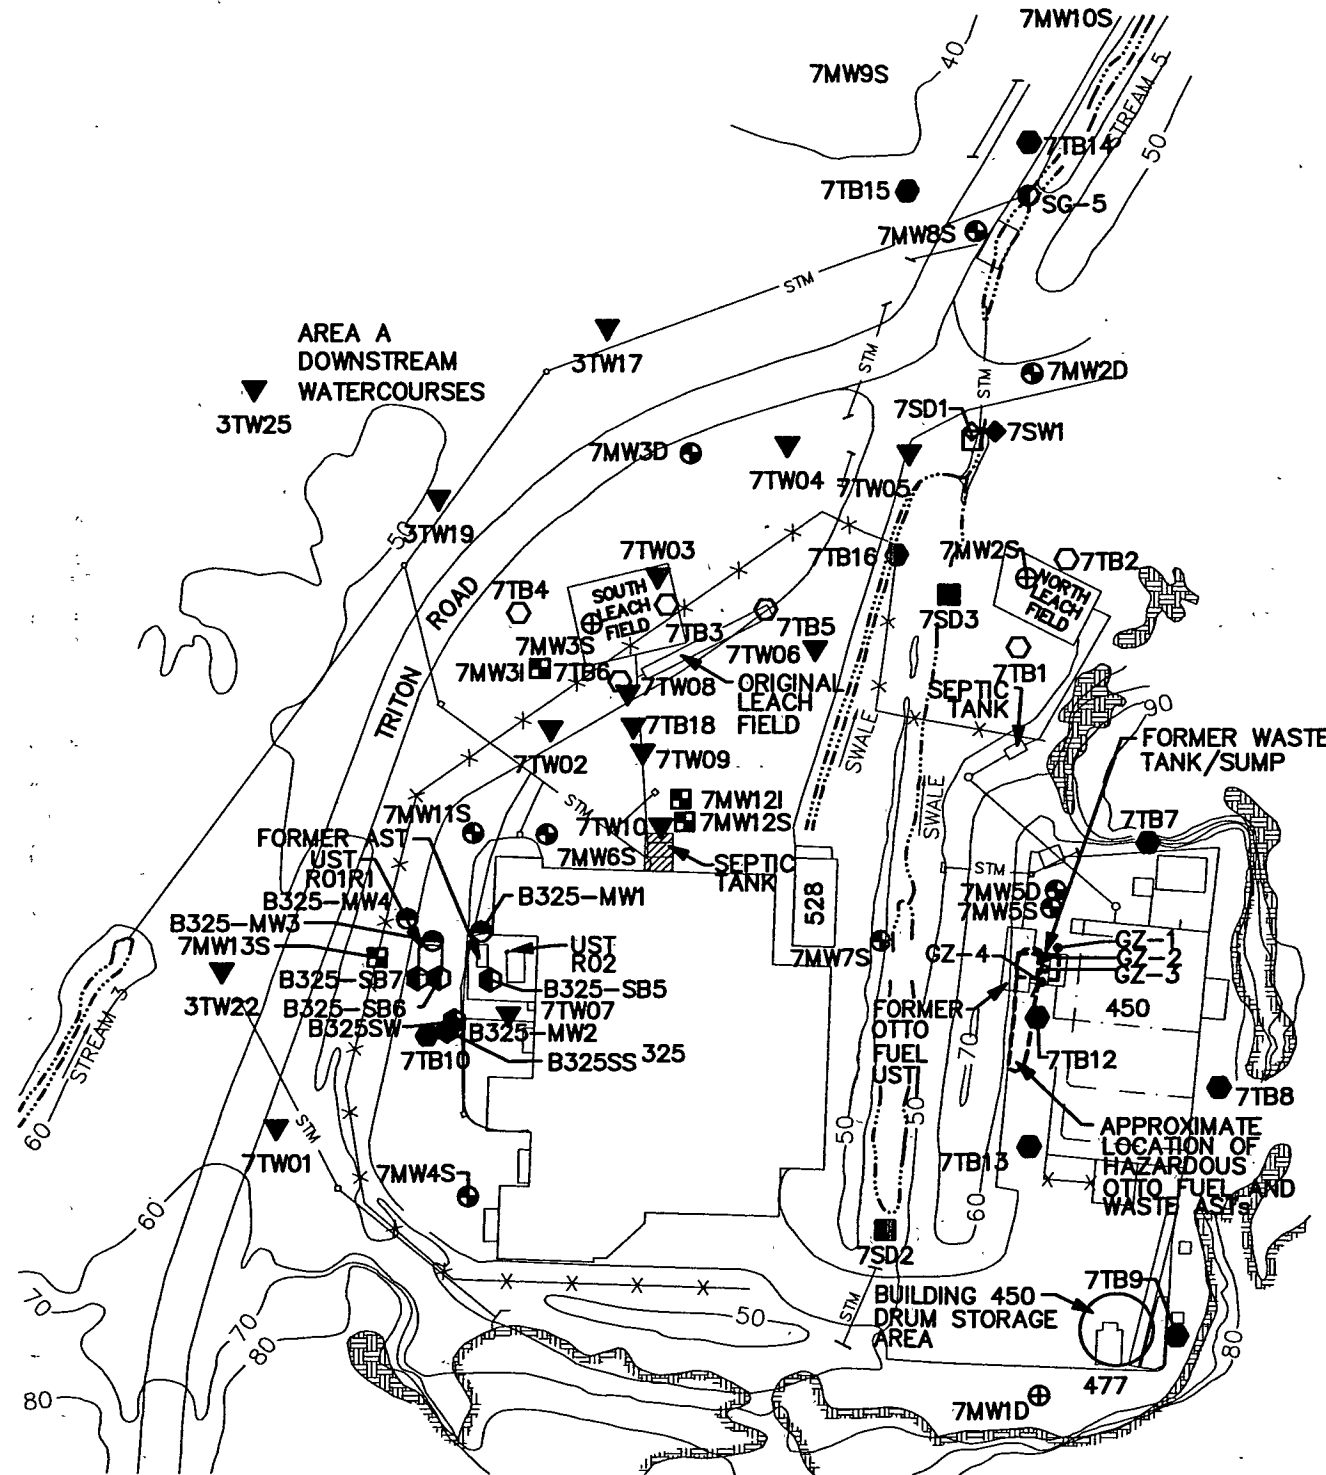 7MW10S
40
7MW9S
STREAM 5
50
7TB14
7TB15
SG-5
7MW8S
STM
AREA A
DOWNSTREAM
WATERCOURSES
3TW17
STM
STM
7MW2D
3TW25
7SD1
7SW1
7MW3D
7TW04
7TW05
50
3TW19
7TW03
7TB16
7MW2S
7TB2
TRITON ROAD
7TB4
SOUTH
LEACH
FIELD
NORTH
LEACH
FIELD
7SD3
7TB3
7TB5
7MW3S
7TW06
7MW3I
7TB6
7TB1
7TW08
ORIGINAL
LEACH
FIELD
SEPTIC
TANK
90
7TB18
SWALE
FORMER WASTE
TANK/SUMP
7TW02
7TW09
STM
7MW12I
SWALE
7MW11S
7TW10
7MW12S
7TB7
FORMER AST
7MW6S
SEPTIC
TANK
STM
UST
R01R1
528
7MW5D
B325-MW4
B325-MW1
7MW5S
B325-MW3
7MW13S
UST
R02
7MW7S
GZ-4
GZ-1
GZ-2
GZ-3
B325-SB7
B325-SB5
3TW22
B325-SB6
7TW07
FORMER
OTTO
FUEL
UST
450
B325SW
B325-MW2
7TB10
B325SS
325
70
7TB12
STREAM 3
7TB8
60
STM
50
50
APPROXIMATE
LOCATION OF
HAZARDOUS
OTTO FUEL AND
WASTE ASTs
7TW01
7TB13
7MW4S
60
60
7SD2
70
70
80
STM
50
BUILDING 450
DRUM STORAGE
AREA
7TB9
80
80
477
7MW1D